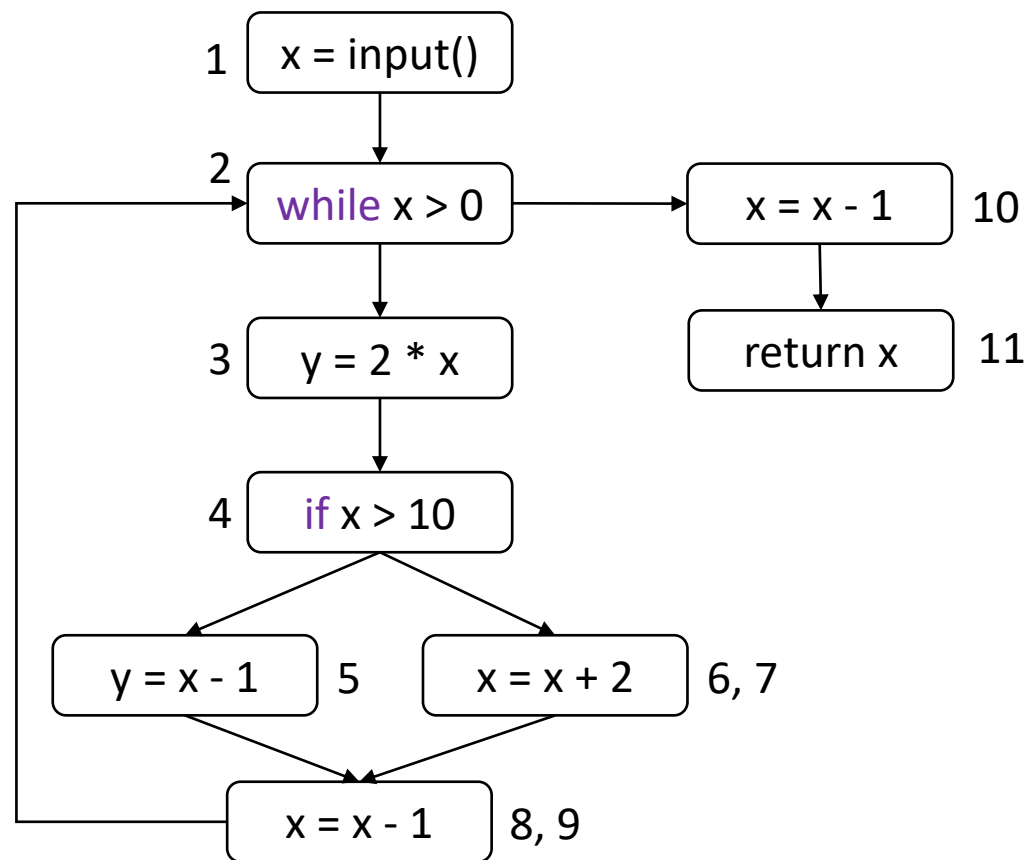 1 x = input()
2 while x > 0
x = x - 1 10
3 y = 2 * x
return x 11
4 if x > 10
y = x - 1 5
x = x + 2 6, 7
x = x - 1 8, 9